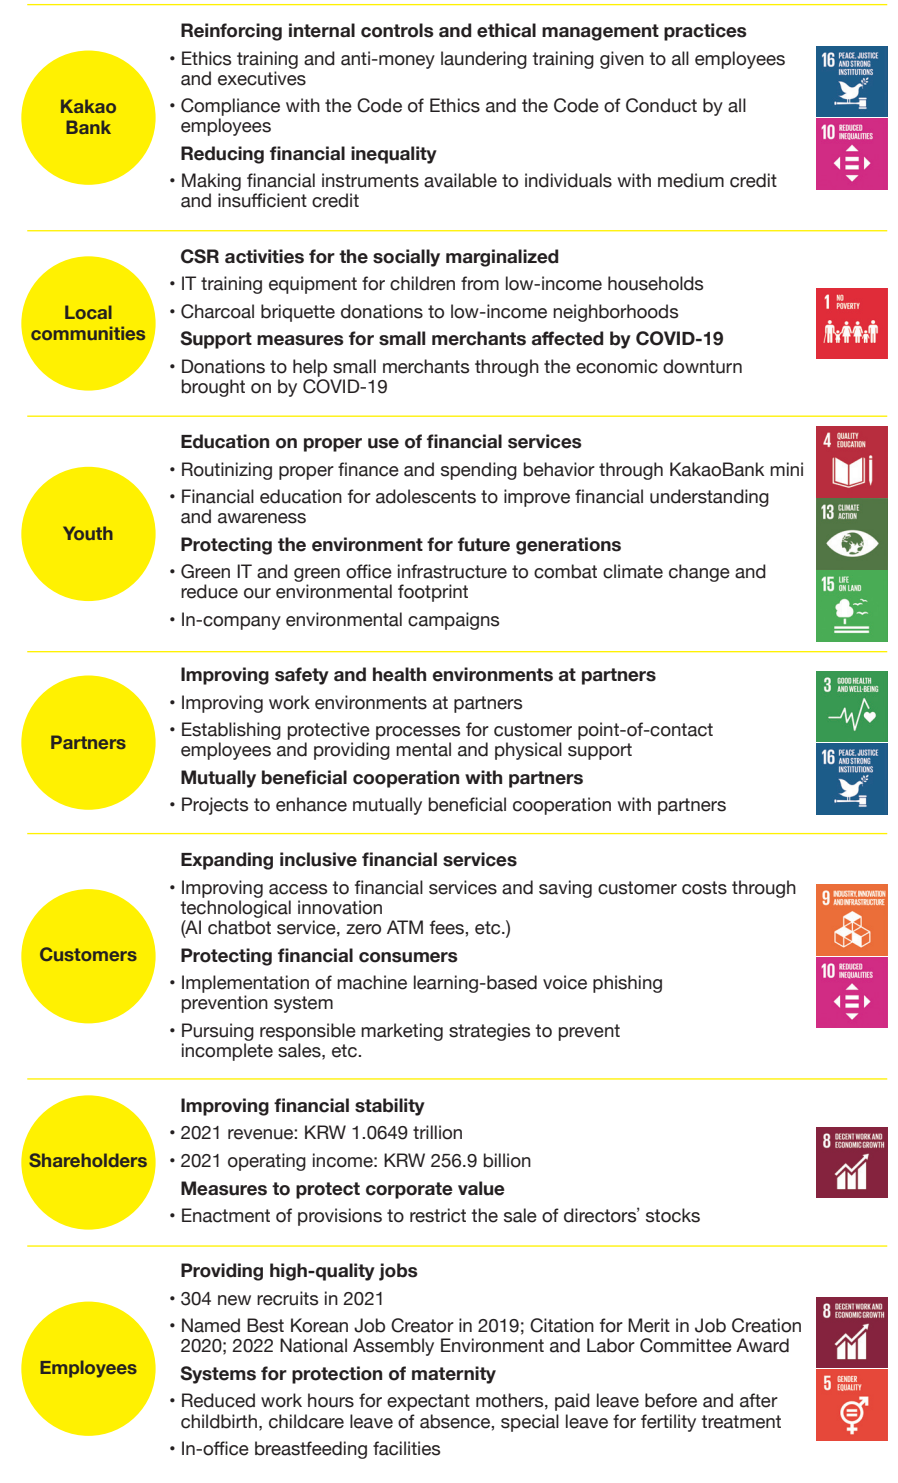 Kakao
Bank
Reinforcing internal controls and ethical management practices
• Ethics training and anti-money laundering training given to all employees
and executives
• Compliance with the Code of Ethics and the Code of Conduct by all
employees
Reducing financial inequality
• Making financial instruments available to individuals with medium credit
and insufficient credit
16 PEACE, JUSTICE
AND STRONG
INSTITUTIONS
10 REDUCED
INEQUALITIES
Local
communities
CSR activities for the socially marginalized
• IT training equipment for children from low-income households
• Charcoal briquette donations to low-income neighborhoods
Support measures for small merchants affected by COVID-19
• Donations to help small merchants through the economic downturn
brought on by COVID-19
1 NO
POVERTY
Youth
Education on proper use of financial services
• Routinizing proper finance and spending behavior through KakaoBank mini
• Financial education for adolescents to improve financial understanding
and awareness
Protecting the environment for future generations
• Green IT and green office infrastructure to combat climate change and
reduce our environmental footprint
• In-company environmental campaigns
4 QUALITY
EDUCATION
13 CLIMATE
ACTION
15 LIFE
ON LAND
Partners
Improving safety and health environments at partners
• Improving work environments at partners
• Establishing protective processes for customer point-of-contact
employees and providing mental and physical support
Mutually beneficial cooperation with partners
• Projects to enhance mutually beneficial cooperation with partners
3 GOOD HEALTH
AND WELL-BEING
16 PEACE, JUSTICE
AND STRONG
INSTITUTIONS
Customers
Expanding inclusive financial services
• Improving access to financial services and saving customer costs through
technological innovation
(AI chatbot service, zero ATM fees, etc.)
Protecting financial consumers
• Implementation of machine learning-based voice phishing
prevention system
• Pursuing responsible marketing strategies to prevent
incomplete sales, etc.
9 INDUSTRY, INNOVATION
AND INFRASTRUCTURE
10 REDUCED
INEQUALITIES
Shareholders
Improving financial stability
• 2021 revenue: KRW 1.0649 trillion
• 2021 operating income: KRW 256.9 billion
Measures to protect corporate value
• Enactment of provisions to restrict the sale of directors' stocks
8 DECENT WORK AND
ECONOMIC GROWTH
Employees
Providing high-quality jobs
• 304 new recruits in 2021
• Named Best Korean Job Creator in 2019; Citation for Merit in Job Creation
2020; 2022 National Assembly Environment and Labor Committee Award
Systems for protection of maternity
• Reduced work hours for expectant mothers, paid leave before and after
childbirth, childcare leave of absence, special leave for fertility treatment
• In-office breastfeeding facilities
8 DECENT WORK AND
ECONOMIC GROWTH
5 GENDER
EQUALITY